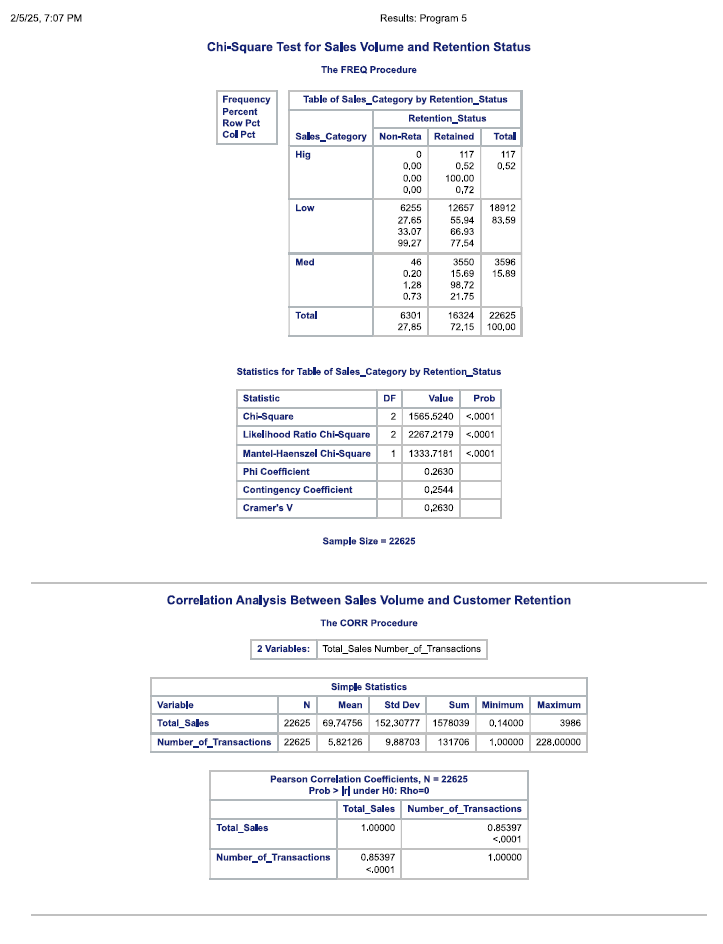 2/5/25, 7:07 PM Results: Program 5
Chi-Square Test for Sales Volume and Retention Status
The FREQ Procedure
Frequency
Percent
Row Pct
Col Pct
Table of Sales_Category by Retention_Status
Retention_Status
Sales_Category Non-Reta Retained Total
Hig 0 117 117
0.00 0.52 0.52
0.00 100.00
0.00 0.72
Low 6255 12657 18912
27.65 55.94 83.59
33.07 66.93
99.27 77.54
Med 46 3550 3596
0.20 15.69 15.89
1.28 98.72
0.73 21.75
Total 6301 16324 22625
27.85 72.15 100.00
Statistics for Table of Sales_Category by Retention_Status
Statistic DF Value Prob
Chi-Square 2 1565.5240 <.0001
Likelihood Ratio Chi-Square 2 2267.2179 <.0001
Mantel-Haenszel Chi-Square 1 1333.7181 <.0001
Phi Coefficient 0.2630
Contingency Coefficient 0.2544
Cramer's V 0.2630
Sample Size = 22625
Correlation Analysis Between Sales Volume and Customer Retention
The CORR Procedure
2 Variables: Total_Sales Number_of_Transactions
Simple Statistics
Variable N Mean Std Dev Sum Minimum Maximum
Total_Sales 22625 69.74756 152.30777 1578039 0.14000 3986
Number_of_Transactions 22625 5.82126 9.88703 131706 1.00000 228.00000
Pearson Correlation Coefficients, N = 22625
Prob > |r| under H0: Rho=0
Total_Sales Number_of_Transactions
Total_Sales 1.00000 0.85397
<.0001
Number_of_Transactions 0.85397 1.00000
<.0001